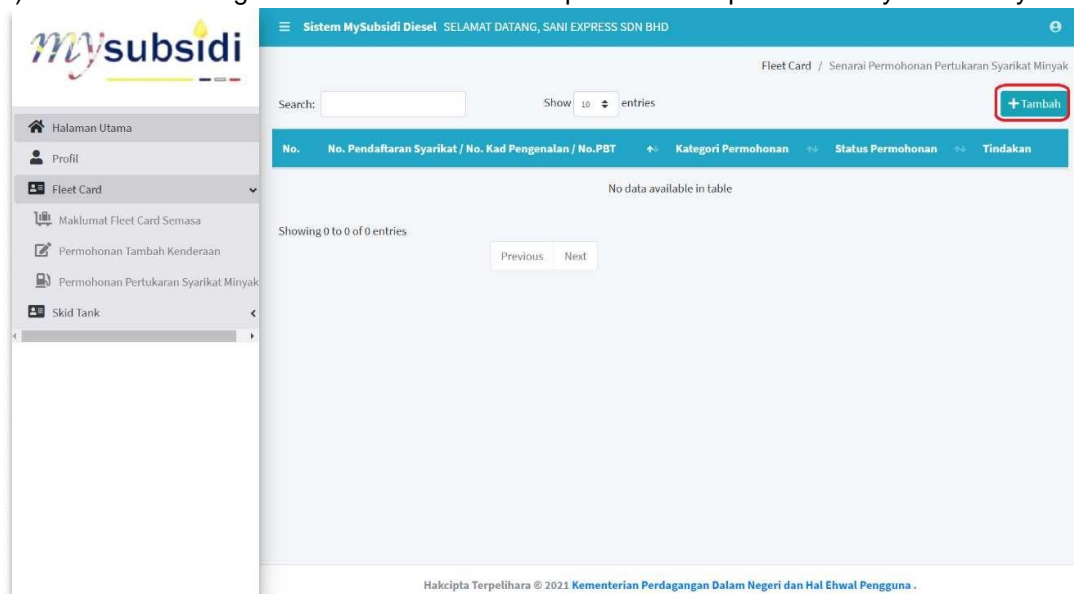 mysubsidi
Sistem MySubsidi Diesel SELAMAT DATANG, SANI EXPRESS SDN BHD
Fleet Card / Senarai Permohonan Pertukaran Syarikat Minyak
Search: Show 10 entries
+ Tambah
Halaman Utama
Profil
Fleet Card
Maklumat Fleet Card Semasa
Permohonan Tambah Kenderaan
Permohonan Pertukaran Syarikat Minyak
Skid Tank
No. No. Pendaftaran Syarikat / No. Kad Pengenalan / No.PBT Kategori Permohonan Status Permohonan Tindakan
No data available in table
Showing 0 to 0 of 0 entries
Previous Next
Hakcipta Terpelihara © 2021 Kementerian Perdagangan Dalam Negeri dan Hal Ehwal Pengguna .